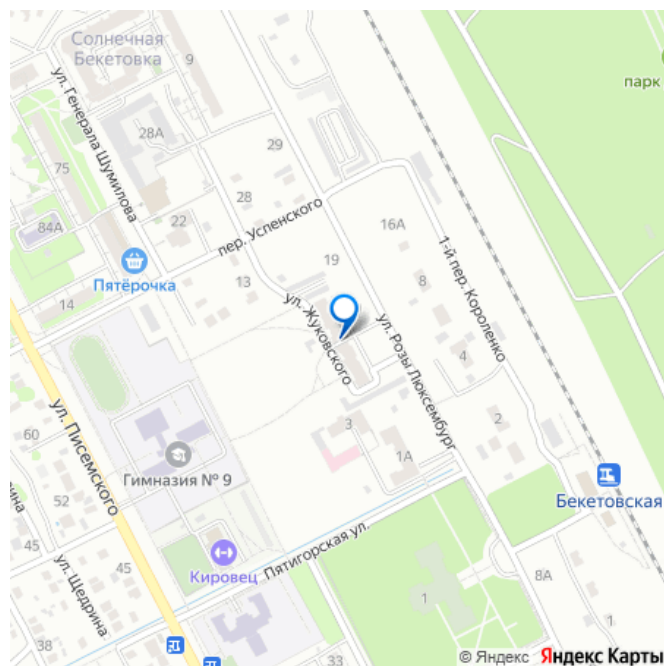 Солнечная
Бекетовка
9
парк
ул. Генерала Шумилова
28А
29
75
28
84А
22
пер. Успенского
16А
1-й пер. Короленко
Пятёрочка
19
13
8
14
ул. Жуковского
ул. Розы Люксембург
4
ул. Писемского
60
3
2
1А
Гимназия № 9
52
Бекетовская
рина
45
Пятигорская ул.
ул. Щедрина
45
Кировец
8А
1
1
38
33
© Яндекс Яндекс Карты